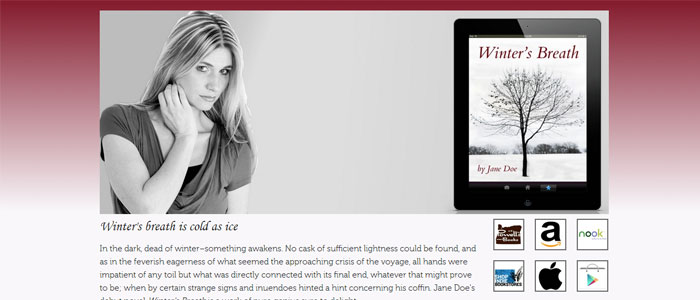 Winter's Breath
by Jane Doe
Winter's breath is cold as ice
In the dark, dead of winter–something awakens. No cask of sufficient lightness could be found, and
as in the feverish eagerness of what seemed the approaching crisis of the voyage, all hands were
impatient of any toil but what was directly connected with its final end, whatever that might prove
to be; when by certain strange signs and inuendoes hinted a hint concerning his coffin. Jane Doe's
debut novel, Winter's Breath is a work of pure genius sure to delight.
Powell's
Books
a
nook
SHOP INDIE
BOOKSTORES